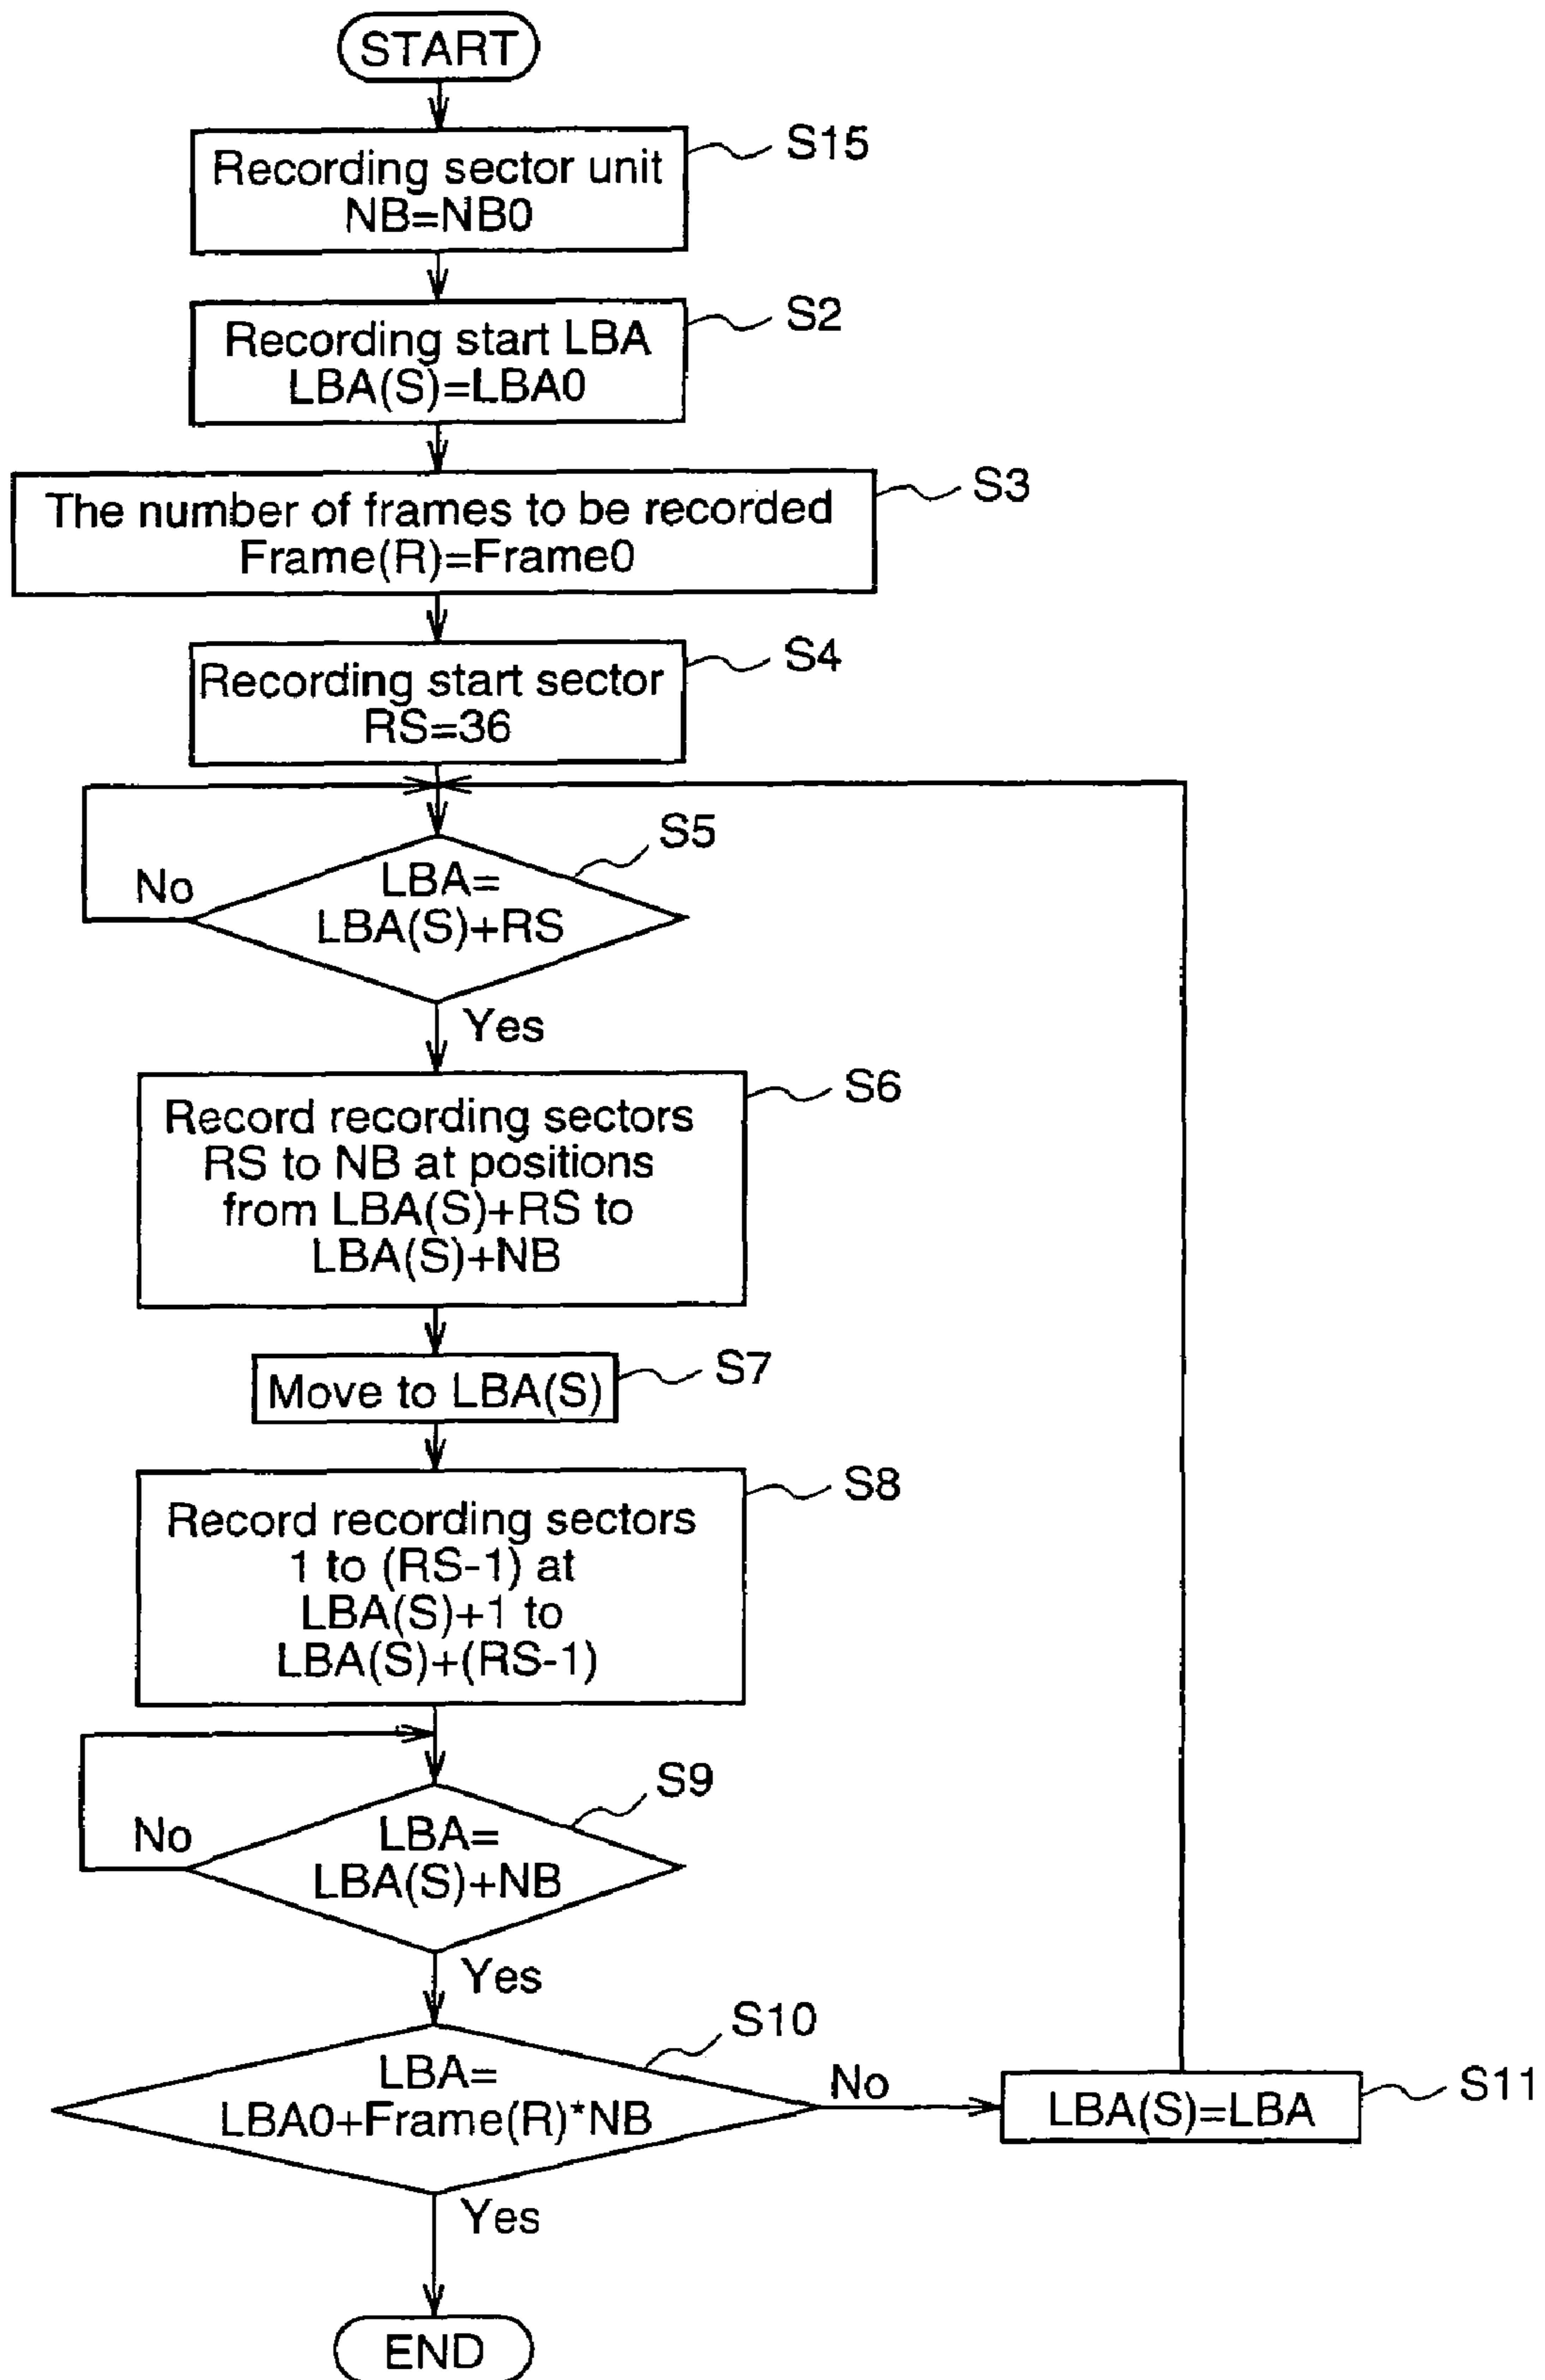 START
S15
Recording sector unit
NB=NB0
S2
Recording start LBA
LBA(S)=LBA0
S3
The number of frames to be recorded
Frame(R)=Frame0
S4
Recording start sector
RS=36
S5
LBA=
LBA(S)+RS
No
Yes
S6
Record recording sectors
RS to NB at positions
from LBA(S)+RS to
LBA(S)+NB
S7
Move to LBA(S)
S8
Record recording sectors
1 to (RS-1) at
LBA(S)+1 to
LBA(S)+(RS-1)
S9
LBA=
LBA(S)+NB
No
Yes
S10
LBA=
LBA0+Frame(R)*NB
No
S11
LBA(S)=LBA
Yes
END